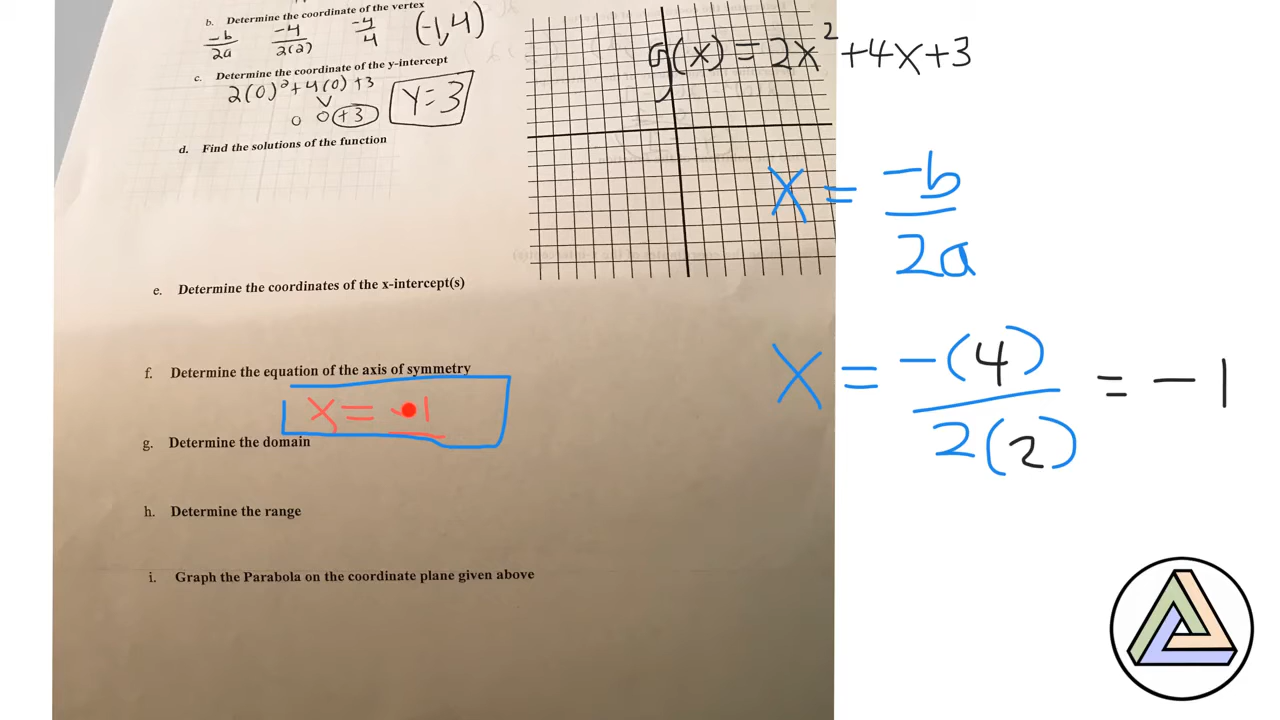 b. Determine the coordinate of the vertex
-b/2a -4/2(2) -4/4 (-1,4)
c. Determine the coordinate of the y-intercept
2(0)²+4(0)+3
0 0+3 Y=3
d. Find the solutions of the function
g(x)=2x²+4x+3
x = -b/2a
e. Determine the coordinates of the x-intercept(s)
f. Determine the equation of the axis of symmetry
x = -1
x = -(4)/2(2) = -1
g. Determine the domain
h. Determine the range
i. Graph the Parabola on the coordinate plane given above